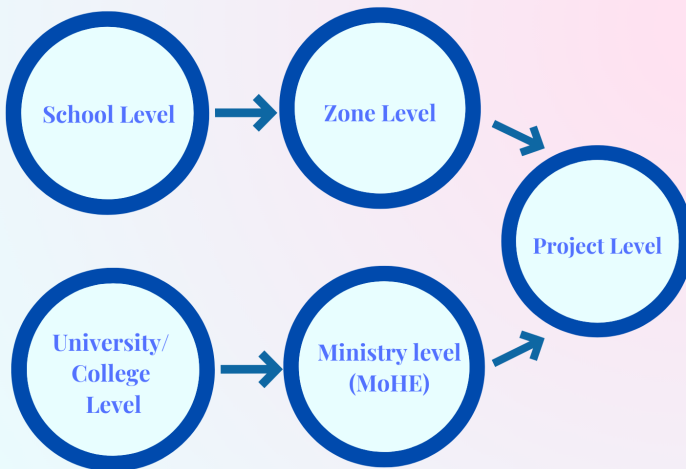 School Level
Zone Level
Project Level
University/
College
Level
Ministry level
(MoHE)